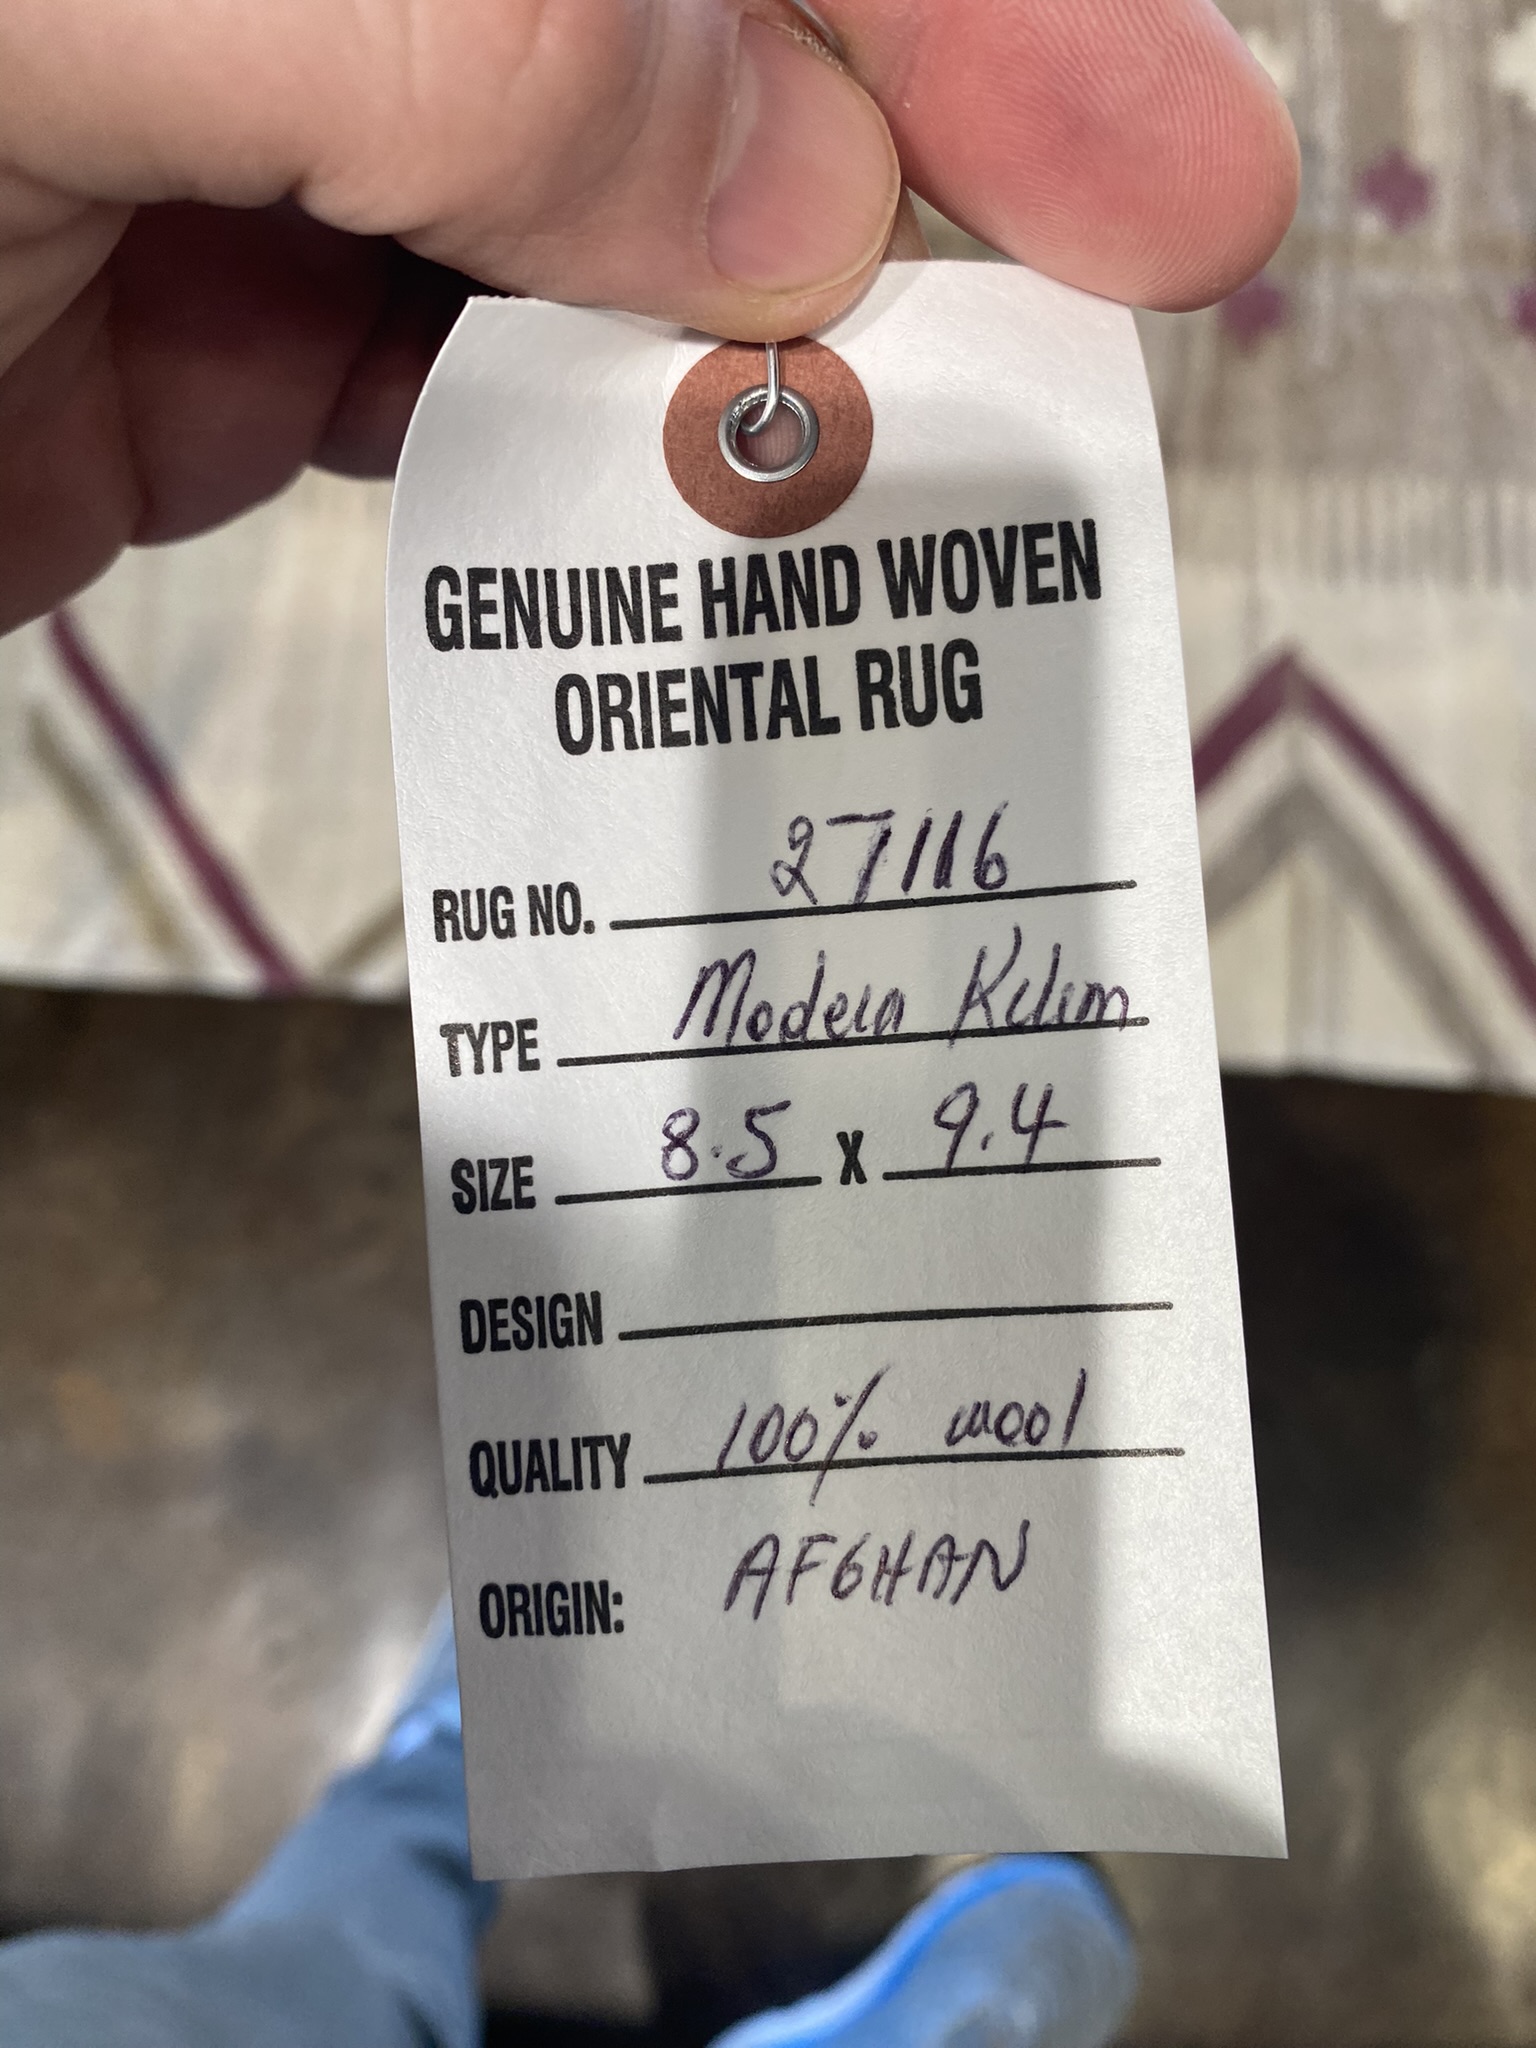 GENUINE HAND WOVEN
ORIENTAL RUG
RUG NO. 27116
TYPE Modern Kilim
SIZE 8.5 X 9.4
DESIGN
QUALITY 100% wool
ORIGIN: AFGHAN